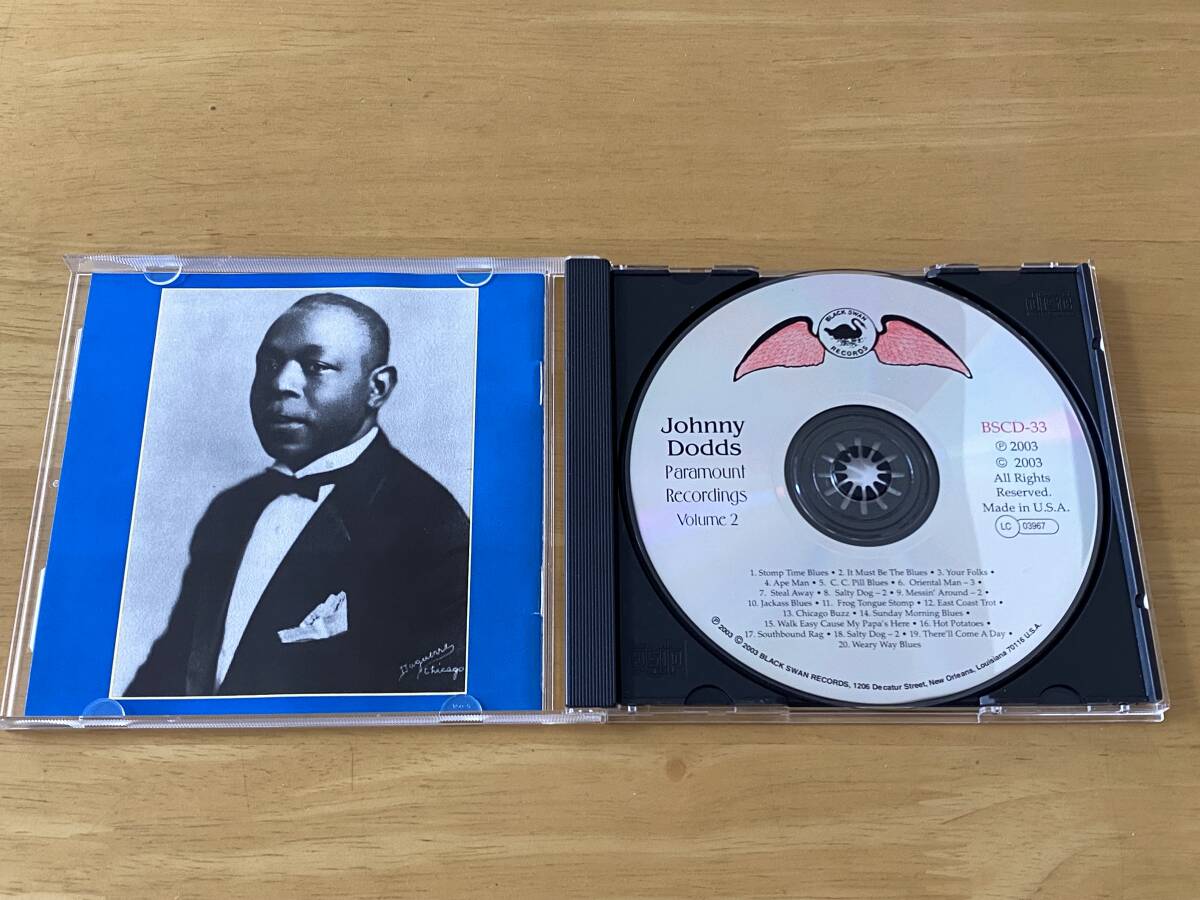 Daguerre
Chicago
BLACK SWAN
RECORDS
Johnny
Dodds
Paramount
Recordings
Volume 2
BSCD-33
℗ 2003
© 2003
All Rights
Reserved.
Made in U.S.A.
LC 03967
1. Stomp Time Blues • 2. It Must Be The Blues • 3. Your Folks •
4. Ape Man • 5. C. C. Pill Blues • 6. Oriental Man – 3 •
7. Steal Away • 8. Salty Dog – 2 • 9. Messin' Around – 2 •
10. Jackass Blues • 11. Frog Tongue Stomp • 12. East Coast Trot •
13. Chicago Buzz • 14. Sunday Morning Blues •
15. Walk Easy Cause My Papa's Here • 16. Hot Potatoes •
17. Southbound Rag • 18. Salty Dog – 2 • 19. There'll Come A Day •
20. Weary Way Blues
℗ 2003 © 2003 BLACK SWAN RECORDS, 1206 Decatur Street, New Orleans, Louisiana 70116 U.S.A.